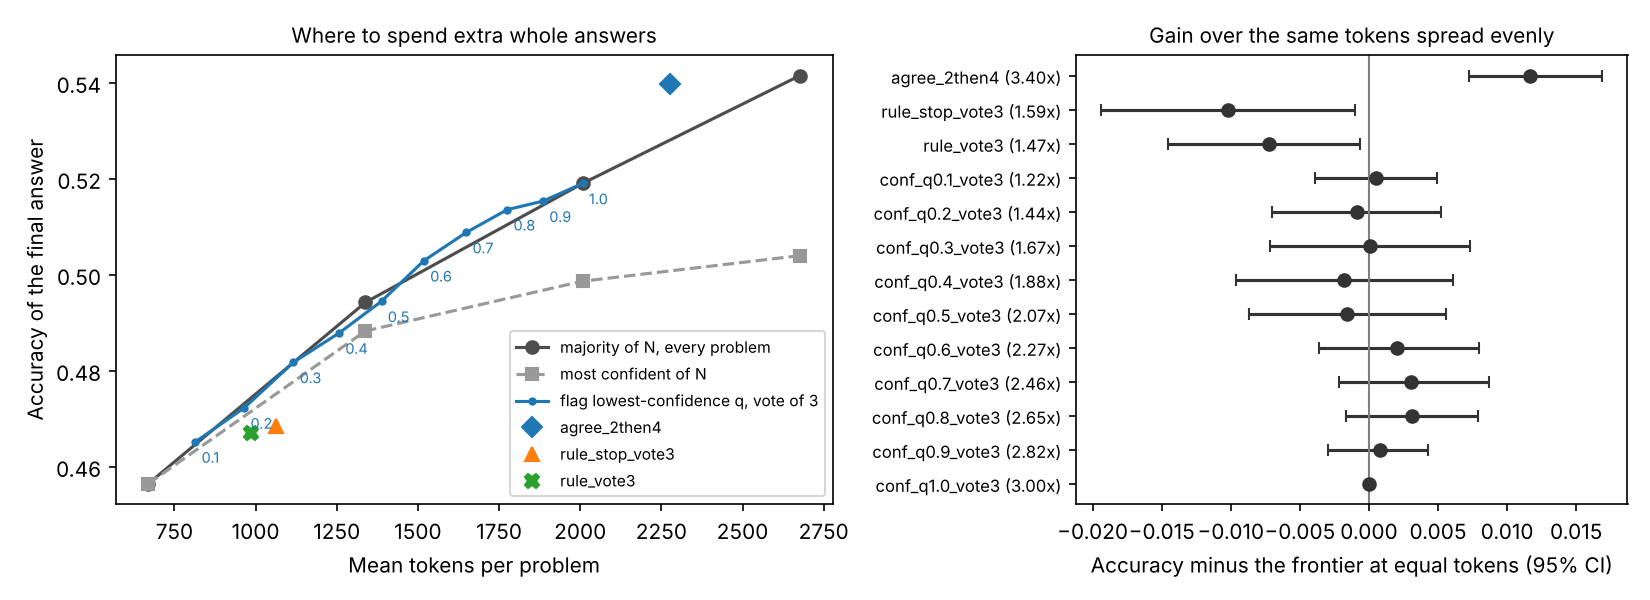 Where to spend extra whole answers
Accuracy of the final answer
0.54
0.52
0.50
0.48
0.46
0.1
0.2
0.3
0.4
0.5
0.6
0.7
0.8
0.9
1.0
majority of N, every problem
most confident of N
flag lowest-confidence q, vote of 3
agree_2then4
rule_stop_vote3
rule_vote3
750
1000
1250
1500
1750
2000
2250
2500
2750
Mean tokens per problem
Gain over the same tokens spread evenly
agree_2then4 (3.40x)
rule_stop_vote3 (1.59x)
rule_vote3 (1.47x)
conf_q0.1_vote3 (1.22x)
conf_q0.2_vote3 (1.44x)
conf_q0.3_vote3 (1.67x)
conf_q0.4_vote3 (1.88x)
conf_q0.5_vote3 (2.07x)
conf_q0.6_vote3 (2.27x)
conf_q0.7_vote3 (2.46x)
conf_q0.8_vote3 (2.65x)
conf_q0.9_vote3 (2.82x)
conf_q1.0_vote3 (3.00x)
−0.020
−0.015
−0.010
−0.005
0.000
0.005
0.010
0.015
Accuracy minus the frontier at equal tokens (95% CI)